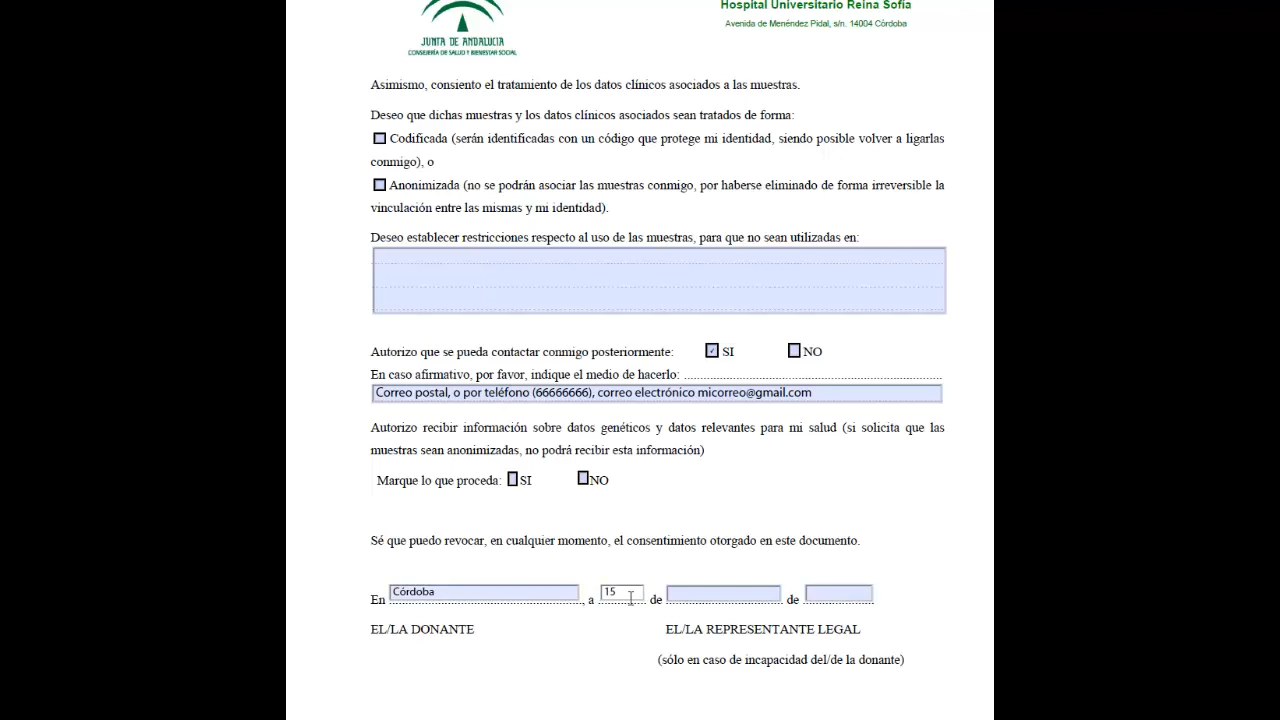 Hospital Universitario Reina Sofía
Avenida de Menéndez Pidal, s/n. 14004 Córdoba
JUNTA DE ANDALUCIA
CONSEJERÍA DE SALUD Y BIENESTAR SOCIAL
Asimismo, consiento el tratamiento de los datos clínicos asociados a las muestras.
Deseo que dichas muestras y los datos clínicos asociados sean tratados de forma:
Codificada (serán identificadas con un código que protege mi identidad, siendo posible volver a ligarlas
conmigo), o
Anonimizada (no se podrán asociar las muestras conmigo, por haberse eliminado de forma irreversible la
vinculación entre las mismas y mi identidad).
Deseo establecer restricciones respecto al uso de las muestras, para que no sean utilizadas en:
Autorizo que se pueda contactar conmigo posteriormente: SI NO
En caso afirmativo, por favor, indique el medio de hacerlo:
Correo postal, o por teléfono (66666666), correo electrónico micorreo@gmail.com
Autorizo recibir información sobre datos genéticos y datos relevantes para mi salud (si solicita que las
muestras sean anonimizadas, no podrá recibir esta información)
Marque lo que proceda: SI NO
Sé que puedo revocar, en cualquier momento, el consentimiento otorgado en este documento.
En Córdoba, a 15 de de
EL/LA DONANTE EL/LA REPRESENTANTE LEGAL
(sólo en caso de incapacidad del/de la donante)